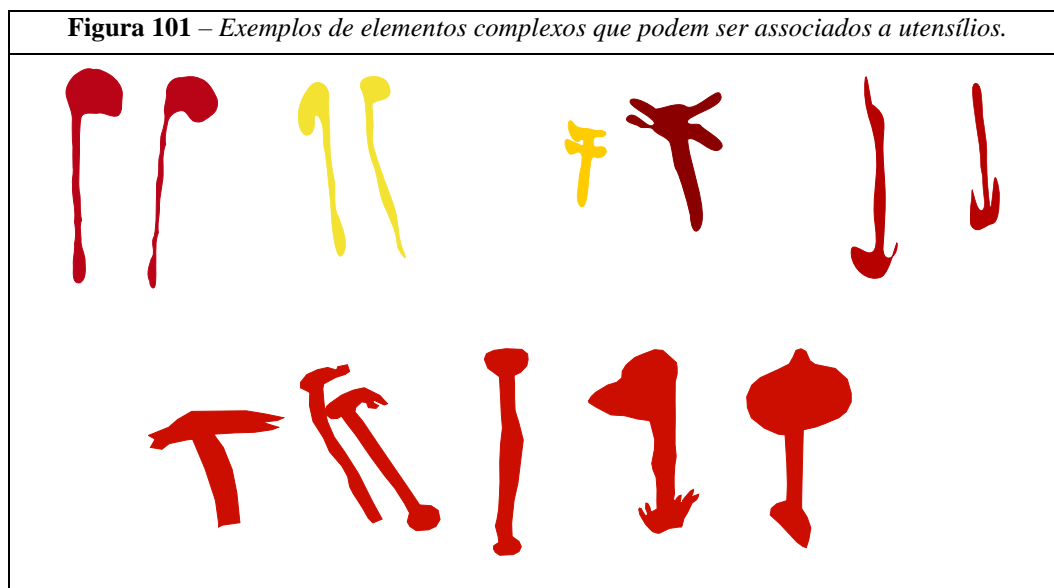 Figura 101 – Exemplos de elementos complexos que podem ser associados a utensílios.